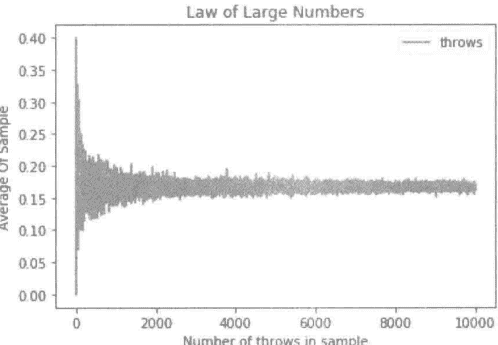 Law of Large Numbers
throws
Average Of Sample
0.40
0.35
0.30
0.25
0.20
0.15
0.10
0.05
0.00
0 2000 4000 6000 8000 10000
Number of throws in sample